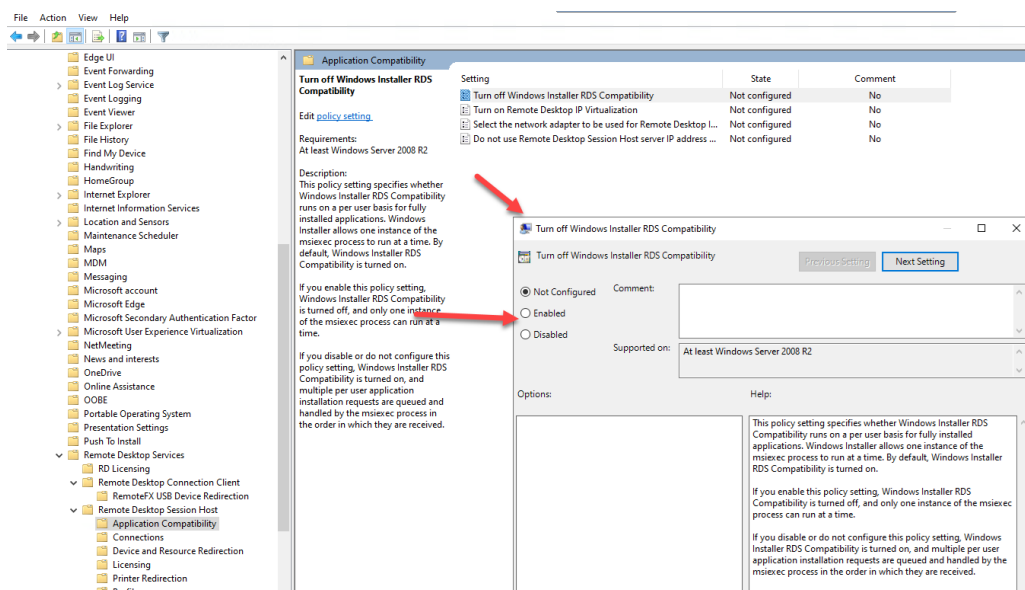 File Action View Help
Edge UI
Event Forwarding
Event Log Service
Event Logging
Event Viewer
File Explorer
File History
Find My Device
Handwriting
HomeGroup
Internet Explorer
Internet Information Services
Location and Sensors
Maintenance Scheduler
Maps
MDM
Messaging
Microsoft account
Microsoft Edge
Microsoft Secondary Authentication Factor
Microsoft User Experience Virtualization
NetMeeting
News and interests
OneDrive
Online Assistance
OOBE
Portable Operating System
Presentation Settings
Push To Install
Remote Desktop Services
RD Licensing
Remote Desktop Connection Client
RemoteFX USB Device Redirection
Remote Desktop Session Host
Application Compatibility
Connections
Device and Resource Redirection
Licensing
Printer Redirection
Application Compatibility
Turn off Windows Installer RDS
Compatibility
Edit policy setting
Requirements:
At least Windows Server 2008 R2
Description:
This policy setting specifies whether
Windows Installer RDS Compatibility
runs on a per user basis for fully
installed applications. Windows
Installer allows one instance of the
msiexec process to run at a time. By
default, Windows Installer RDS
Compatibility is turned on.
If you enable this policy setting,
Windows Installer RDS Compatibility
is turned off, and only one instance
of the msiexec process can run at a
time.
If you disable or do not configure this
policy setting, Windows Installer RDS
Compatibility is turned on, and
multiple per user application
installation requests are queued and
handled by the msiexec process in
the order in which they are received.
Setting State Comment
Turn off Windows Installer RDS Compatibility Not configured No
Turn on Remote Desktop IP Virtualization Not configured No
Select the network adapter to be used for Remote Desktop I... Not configured No
Do not use Remote Desktop Session Host server IP address ... Not configured No
Turn off Windows Installer RDS Compatibility
Turn off Windows Installer RDS Compatibility
Previous Setting Next Setting
Not Configured
Enabled
Disabled
Comment:
Supported on: At least Windows Server 2008 R2
Options: Help:
This policy setting specifies whether Windows Installer RDS
Compatibility runs on a per user basis for fully installed
applications. Windows Installer allows one instance of the
msiexec process to run at a time. By default, Windows Installer
RDS Compatibility is turned on.
If you enable this policy setting, Windows Installer RDS
Compatibility is turned off, and only one instance of the msiexec
process can run at a time.
If you disable or do not configure this policy setting, Windows
Installer RDS Compatibility is turned on, and multiple per user
application installation requests are queued and handled by the
msiexec process in the order in which they are received.